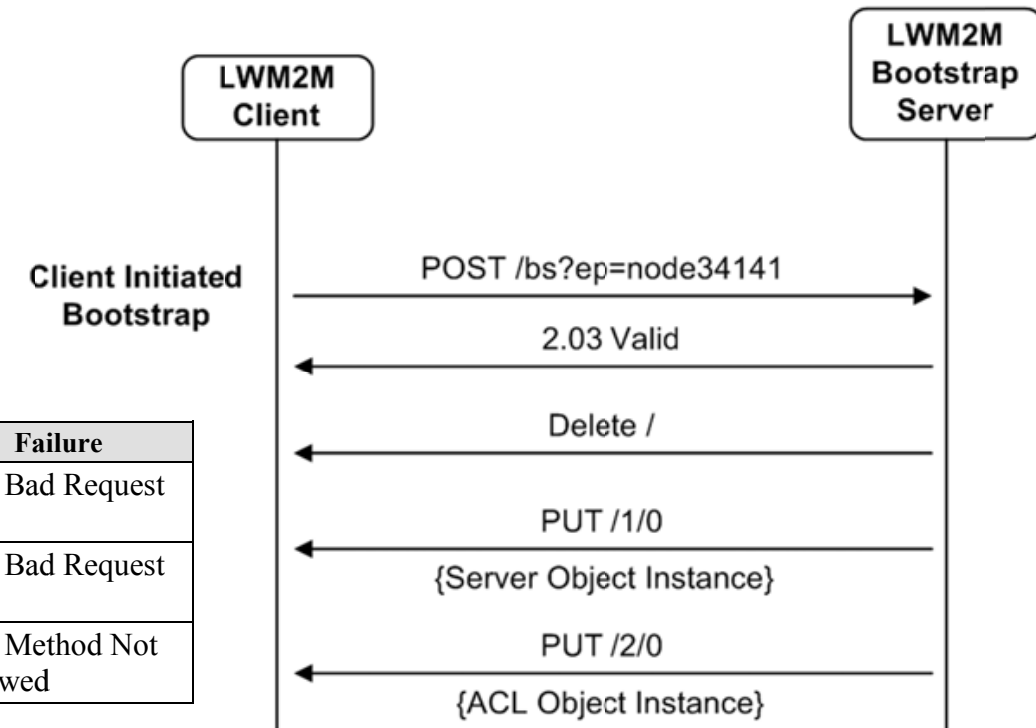 LWM2M
Client
LWM2M
Bootstrap
Server
Client Initiated
Bootstrap
POST /bs?ep=node34141
2.03 Valid
Delete /
PUT /1/0
{Server Object Instance}
PUT /2/0
{ACL Object Instance}
Failure
Bad Request
Bad Request
Method Not